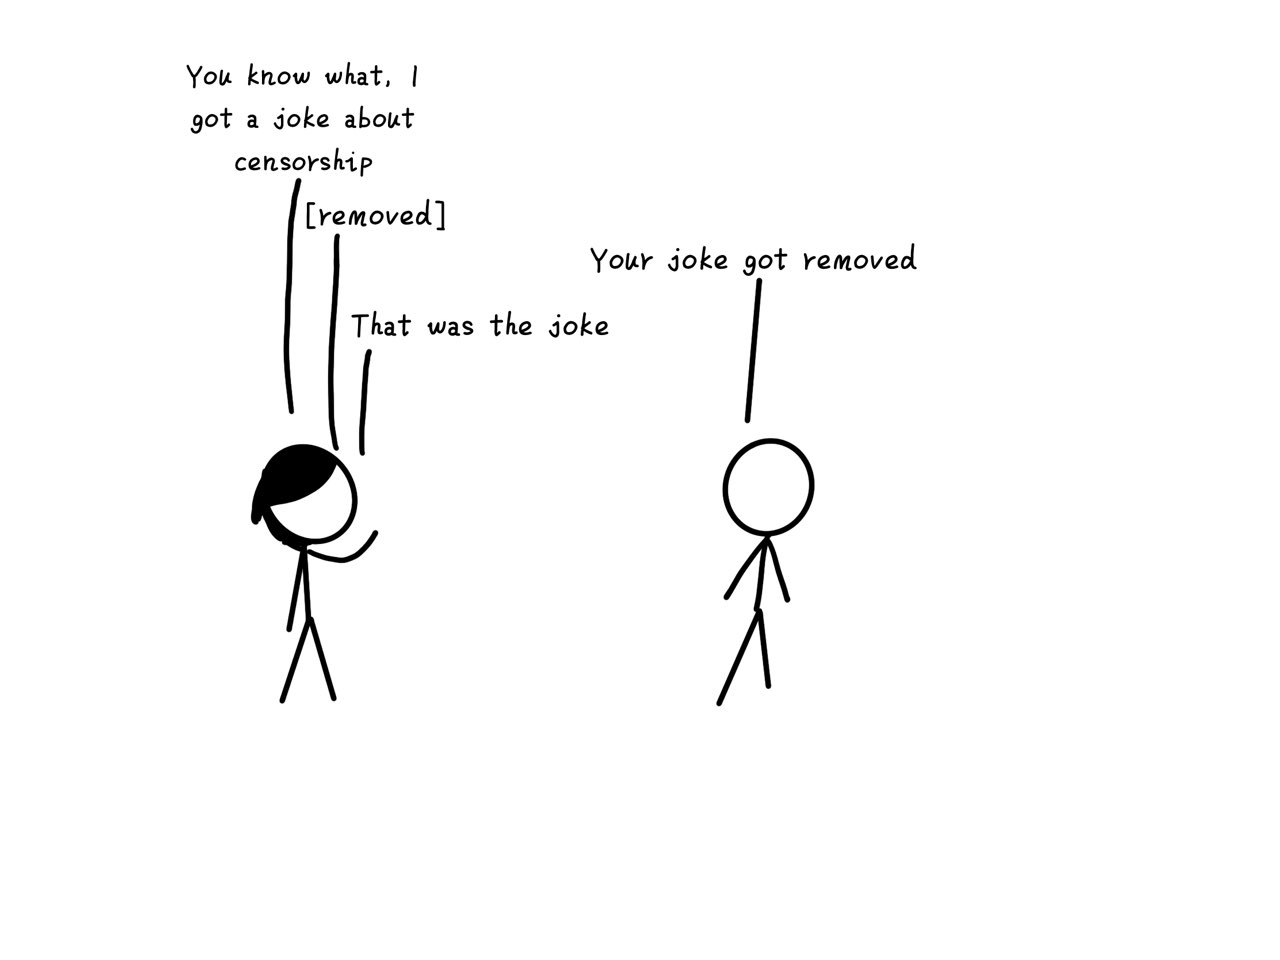 You know what, I
got a joke about
censorship
[removed]
Your joke got removed
That was the joke